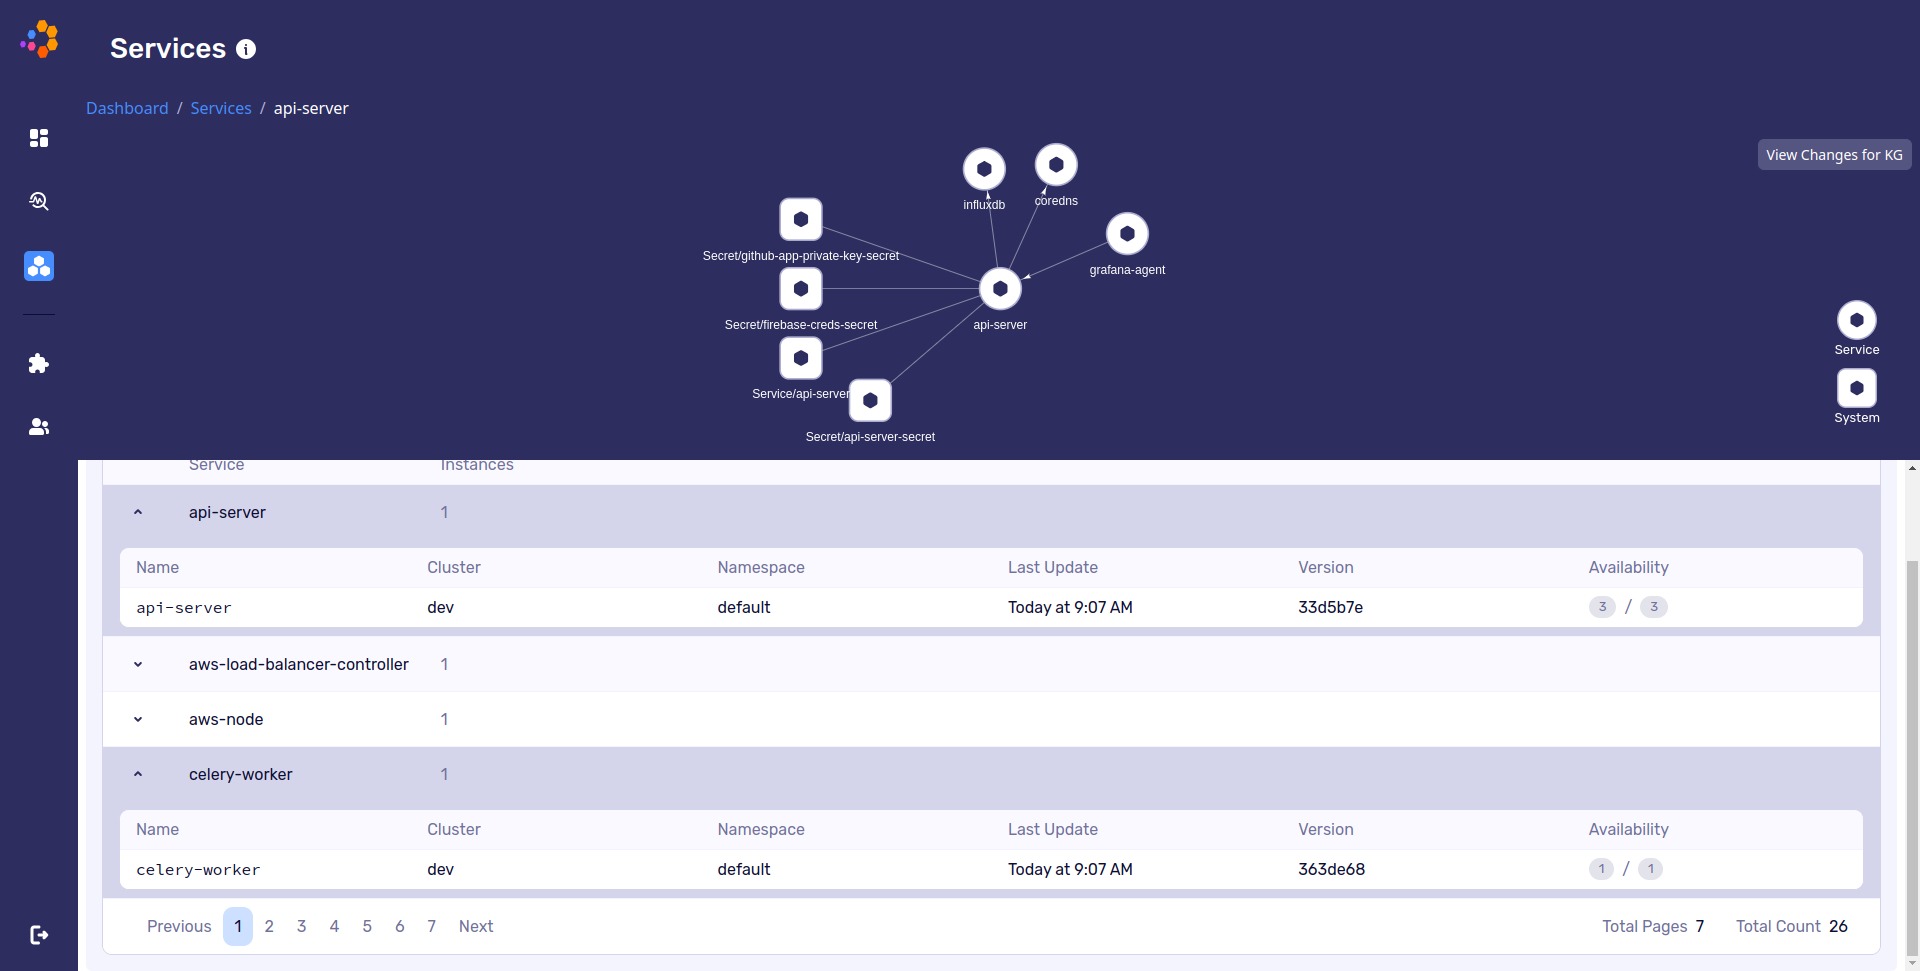 Services
Dashboard / Services / api-server
View Changes for KG
influxdb
coredns
Secret/github-app-private-key-secret
grafana-agent
Secret/firebase-creds-secret
api-server
Service/api-server
Secret/api-server-secret
Service
System
Service Instances
api-server 1
Name Cluster Namespace Last Update Version Availability
api-server dev default Today at 9:07 AM 33d5b7e 3 / 3
aws-load-balancer-controller 1
aws-node 1
celery-worker 1
Name Cluster Namespace Last Update Version Availability
celery-worker dev default Today at 9:07 AM 363de68 1 / 1
Previous 1 2 3 4 5 6 7 Next Total Pages 7 Total Count 26